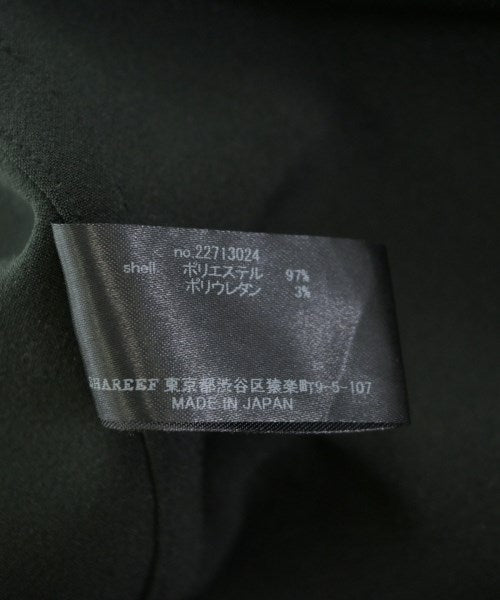 no.22713024
shell ポリエステル 97%
ポリウレタン 3%
SHAREEF 東京都渋谷区猿楽町9-5-107
MADE IN JAPAN